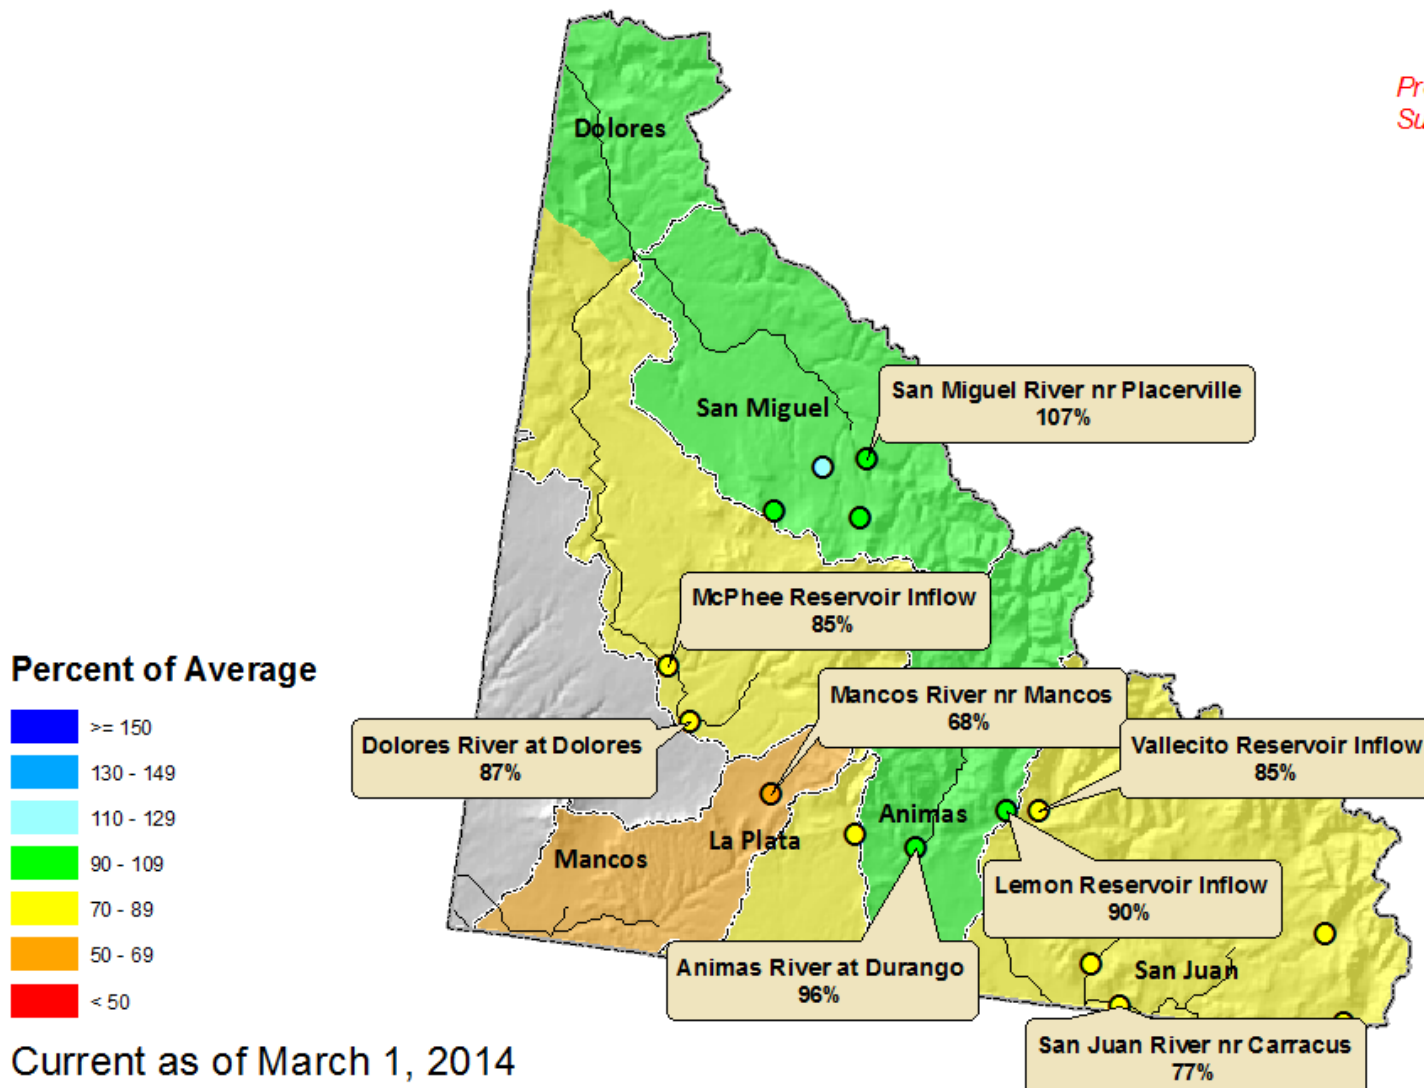 Dolores
San Miguel
San Miguel River nr Placerville
107%
McPhee Reservoir Inflow
85%
Mancos River nr Mancos
68%
Dolores River at Dolores
87%
Vallecito Reservoir Inflow
85%
Animas
La Plata
Mancos
Lemon Reservoir Inflow
90%
Animas River at Durango
96%
San Juan
San Juan River nr Carracus
77%
Percent of Average
>= 150
130 - 149
110 - 129
90 - 109
70 - 89
50 - 69
< 50
Current as of March 1, 2014